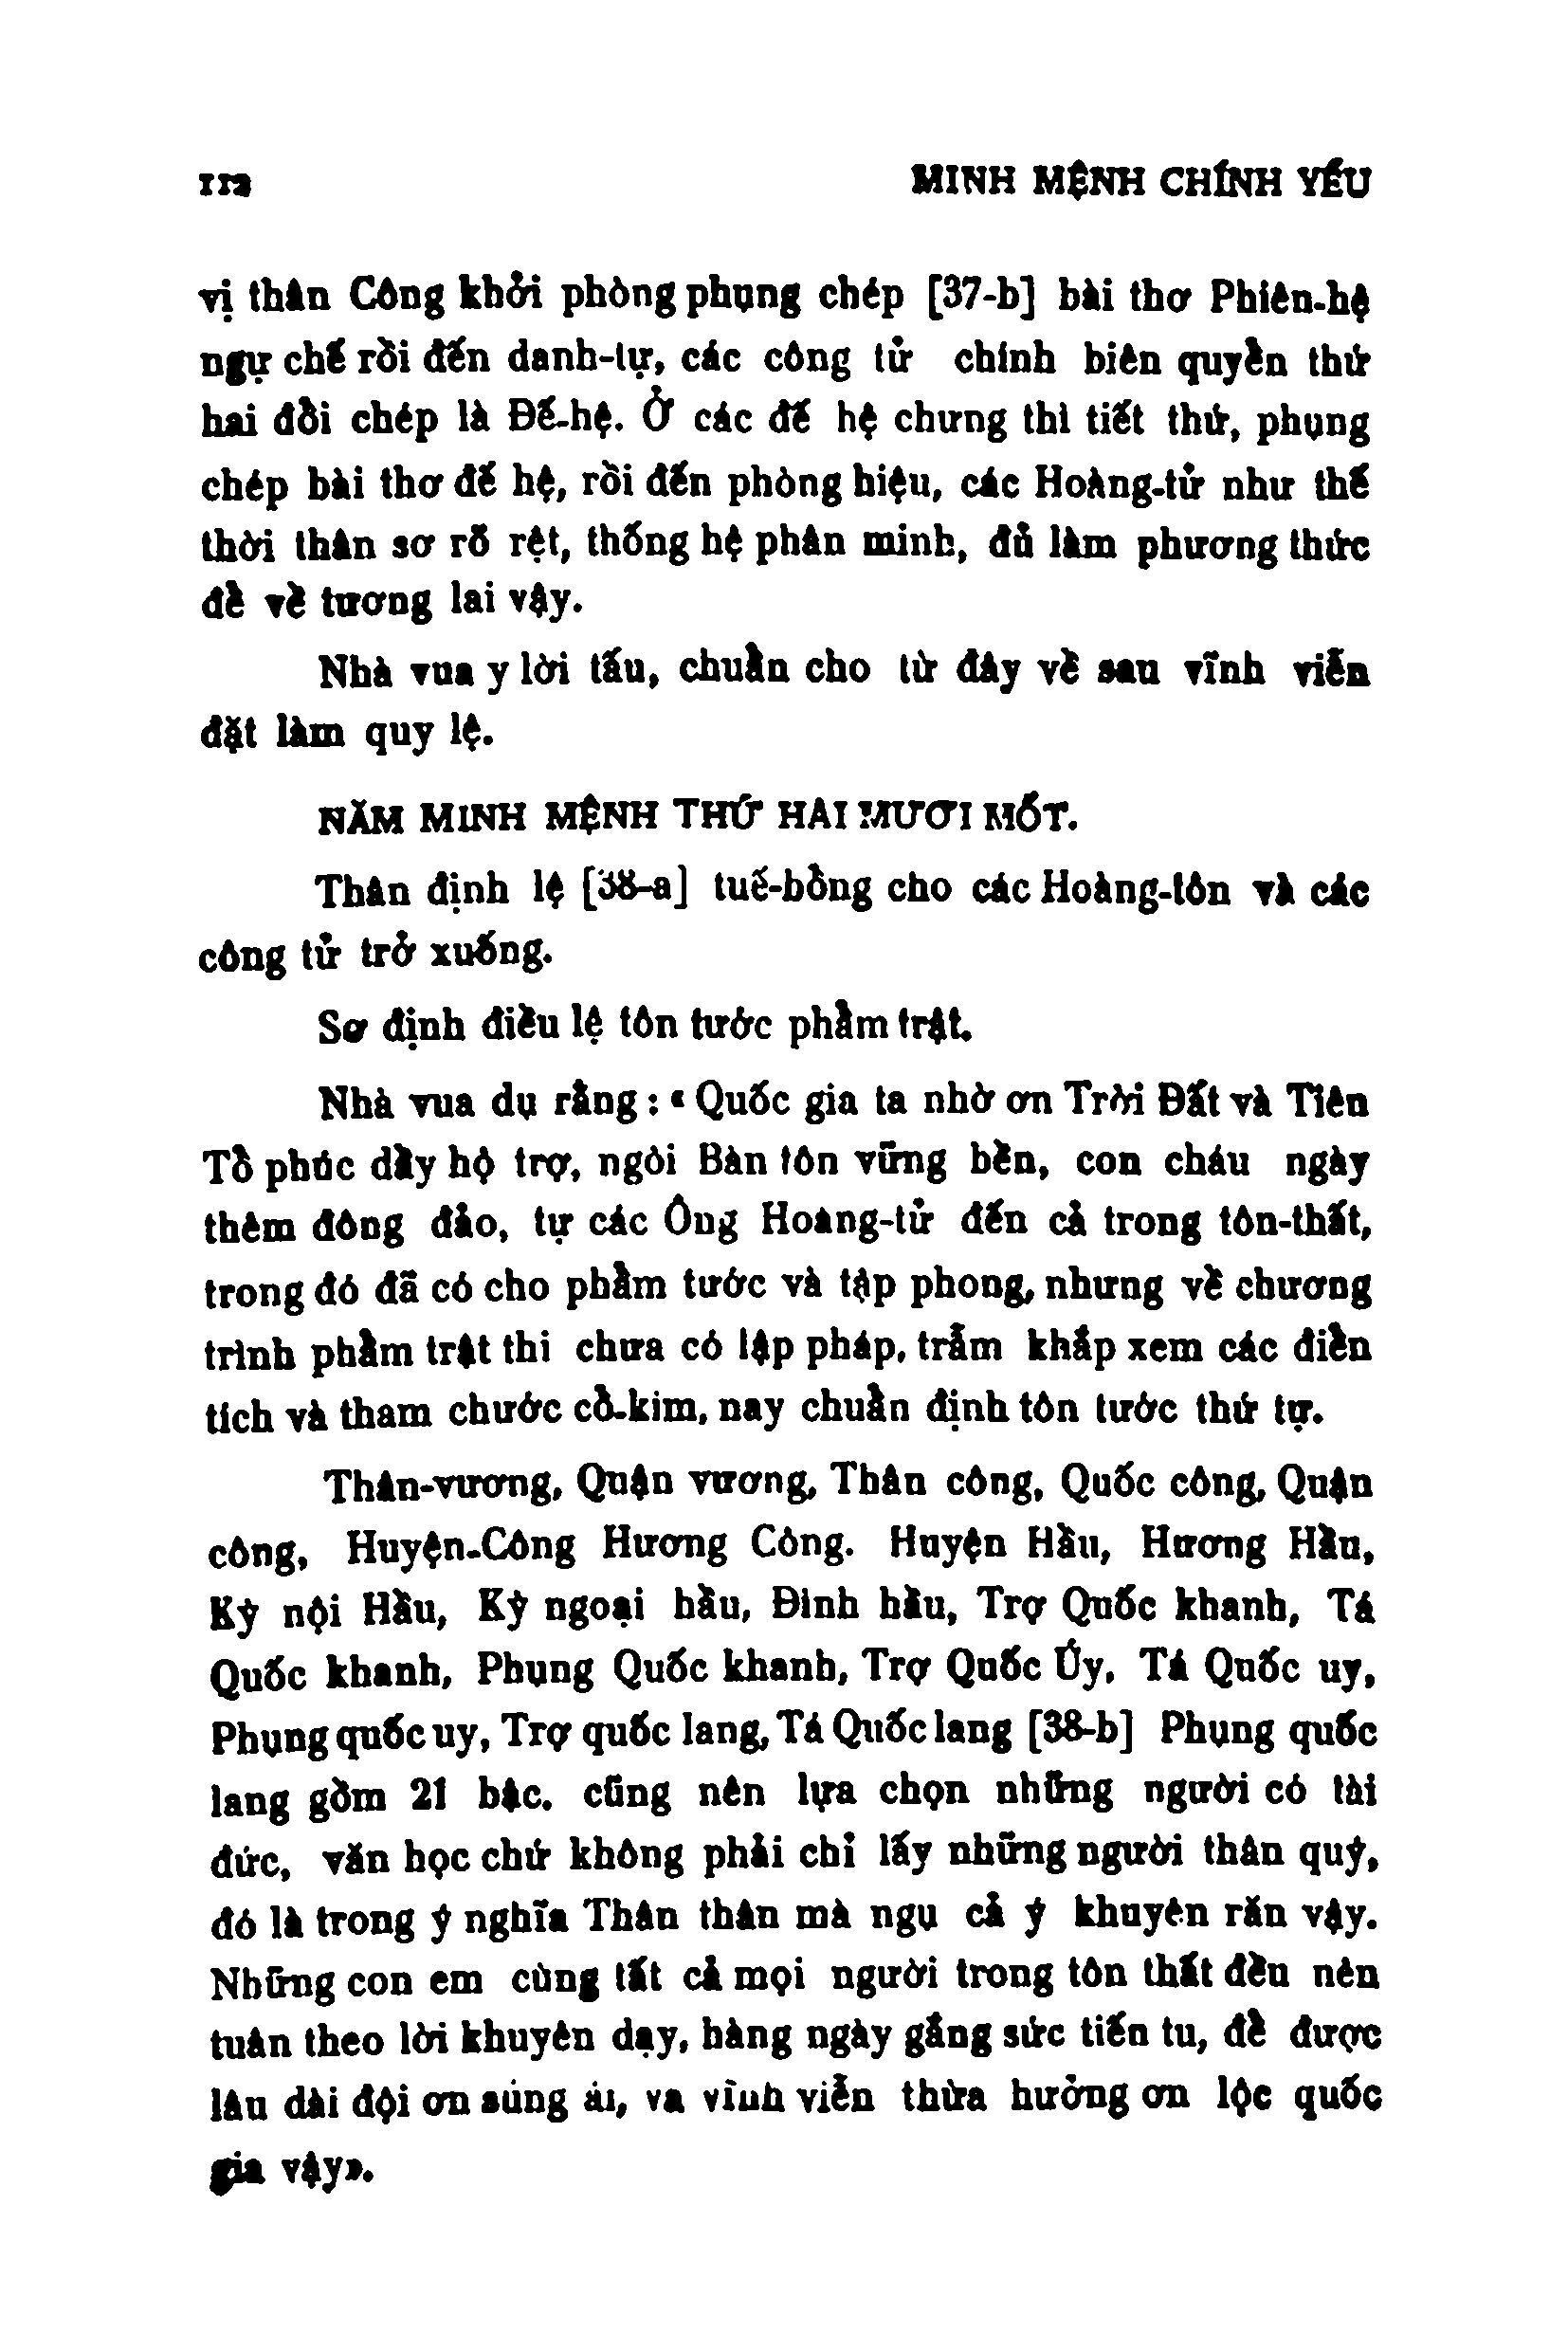 112 MINH MỆNH CHÍNH YẾU
vị thân Công khởi phòng phụng chép [37-b] bài thơ Phiên-hệ
ngự chế rồi đến danh-tự, các công tử chính biên quyển thứ
hai đổi chép là Đế-hệ. Ở các đế hệ chưng thì tiết thứ, phụng
chép bài thơ đế hệ, rồi đến phòng hiệu, các Hoàng-tử như thế
thời thân sơ rõ rệt, thống hệ phân minh, đủ làm phương thức
để về tương lai vậy.
Nhà vua y lời tấu, chuẩn cho từ đây về sau vĩnh viễn
đặt làm quy lệ.
NĂM MINH MỆNH THỨ HAI MƯƠI MỐT.
Thân định lệ [38-a] tuế-bổng cho các Hoàng-tôn và các
công tử trở xuống.
Sơ định điều lệ tôn tước phẩm trật.
Nhà vua dụ rằng : « Quốc gia ta nhờ ơn Trời Đất và Tiên
Tổ phúc dầy hộ trợ, ngôi Bàn tôn vững bền, con cháu ngày
thêm đông đảo, tự các Ông Hoàng-tử đến cả trong tôn-thất,
trong đó đã có cho phẩm tước và tập phong, nhưng về chương
trình phẩm trật thì chưa có lập pháp, trẫm khắp xem các điển
tích và tham chước cổ-kim, nay chuẩn định tôn tước thứ tự.
Thân-vương, Quận vương, Thân công, Quốc công, Quận
công, Huyện-Công Hương Công. Huyện Hầu, Hương Hầu,
Kỳ nội Hầu, Kỳ ngoại hầu, Đình hầu, Trợ Quốc khanh, Tá
Quốc khanh, Phụng Quốc khanh, Trợ Quốc Úy, Tá Quốc uy,
Phụng quốc uy, Trợ quốc lang, Tá Quốc lang [38-b] Phụng quốc
lang gồm 21 bậc. cũng nên lựa chọn những người có tài
đức, văn học chứ không phải chỉ lấy những người thân quý,
đó là trong ý nghĩa Thân thân mà ngụ cả ý khuyên răn vậy.
Những con em cùng tất cả mọi người trong tôn thất đều nên
tuân theo lời khuyên dạy, hàng ngày gắng sức tiến tu, để được
lâu dài đội ơn sủng ái, và vĩnh viễn thừa hưởng ơn lộc quốc
gia vậy».